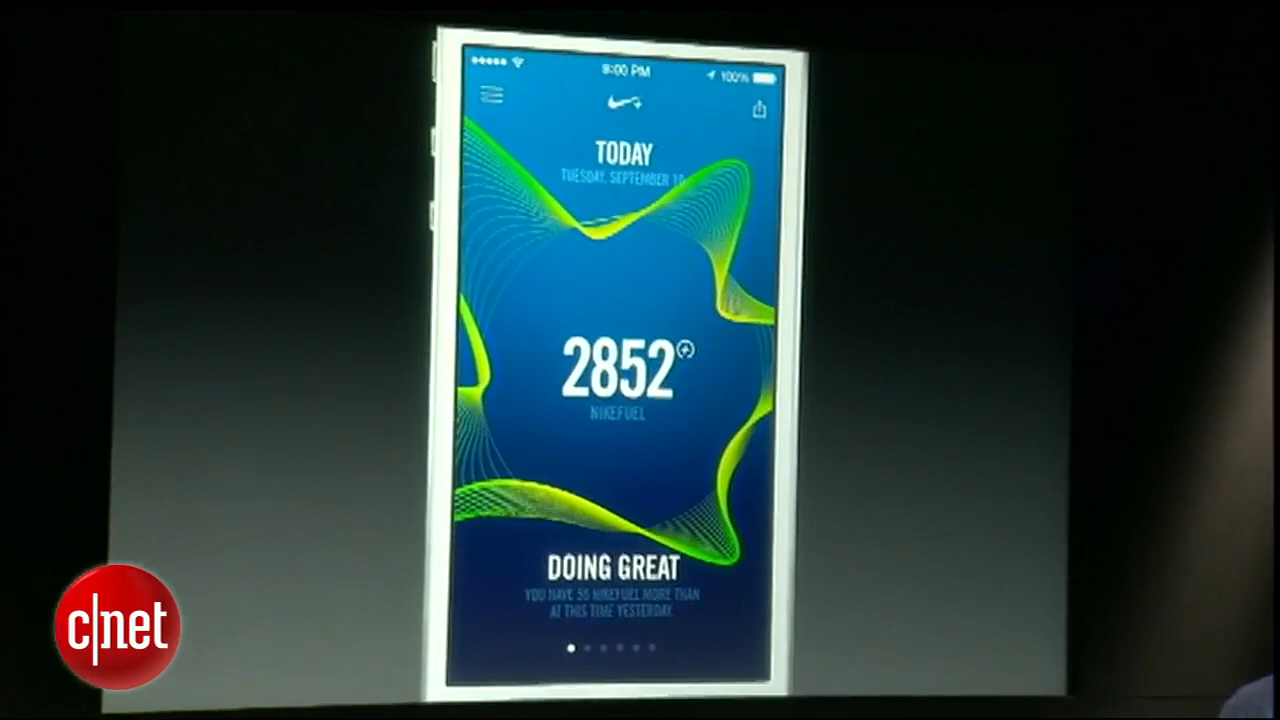 8:00 PM
100%
TODAY
TUESDAY, SEPTEMBER 10
2852
NIKEFUEL
DOING GREAT
YOU HAVE 55 NIKEFUEL MORE THAN
AT THIS TIME YESTERDAY.
c|net